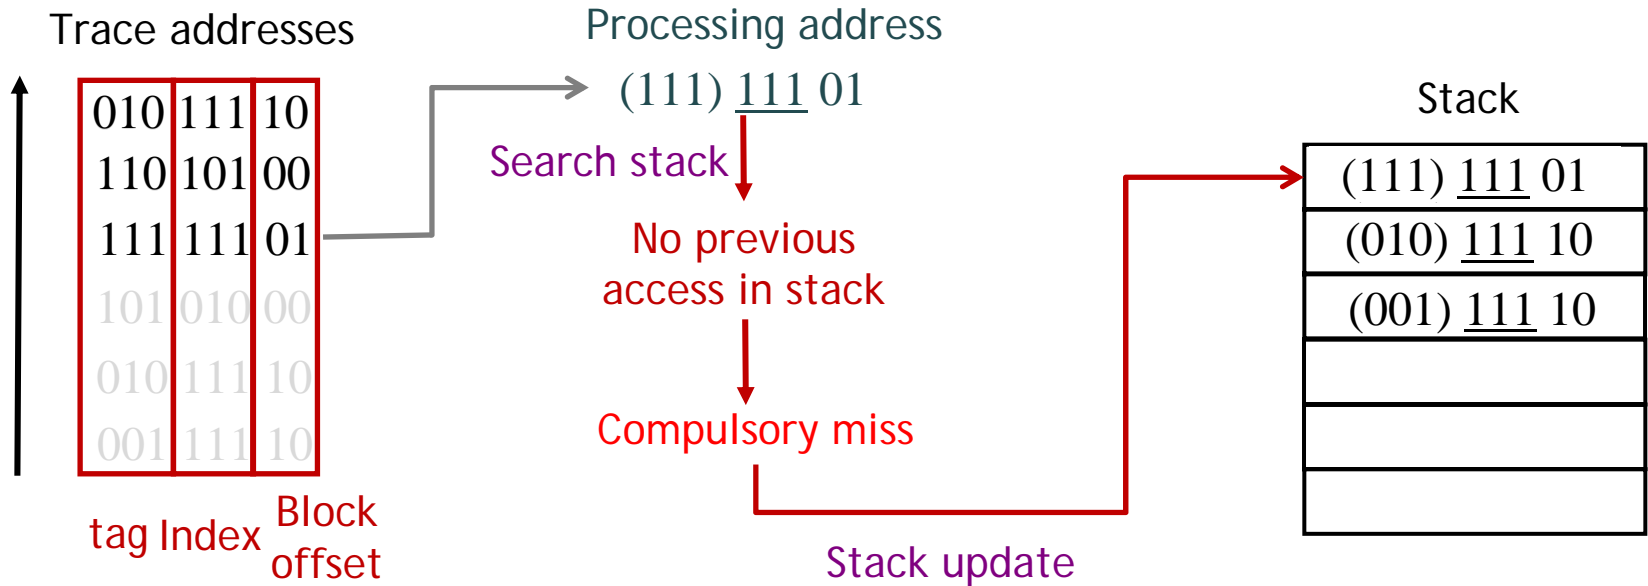 Trace addresses
010 111 10
110 101 00
111 111 01
101 010 00
010 111 10
001 111 10
tag Index Block
offset
Processing address
(111) 111 01
Search stack
No previous
access in stack
Compulsory miss
Stack update
Stack
(111) 111 01
(010) 111 10
(001) 111 10